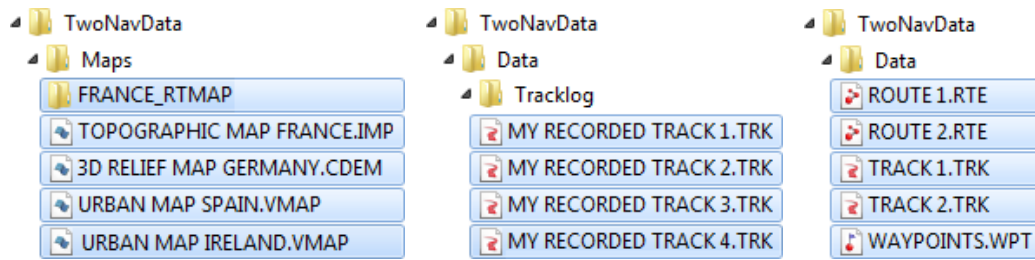 TwoNavData
Maps
FRANCE_RTMAP
TOPOGRAPHIC MAP FRANCE.IMP
3D RELIEF MAP GERMANY.CDEM
URBAN MAP SPAIN.VMAP
URBAN MAP IRELAND.VMAP
TwoNavData
Data
Tracklog
MY RECORDED TRACK 1.TRK
MY RECORDED TRACK 2.TRK
MY RECORDED TRACK 3.TRK
MY RECORDED TRACK 4.TRK
TwoNavData
Data
ROUTE 1.RTE
ROUTE 2.RTE
TRACK 1.TRK
TRACK 2.TRK
WAYPOINTS.WPT